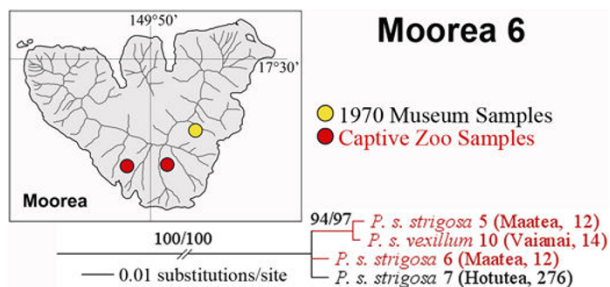 149°50'
Moorea 6
17°30'
1970 Museum Samples
Captive Zoo Samples
Moorea
94/97
P. s. strigosa 5 (Maatea, 12)
P. s. vexillum 10 (Vaianai, 14)
100/100
P. s. strigosa 6 (Maatea, 12)
0.01 substitutions/site
P. s. strigosa 7 (Hotutea, 276)